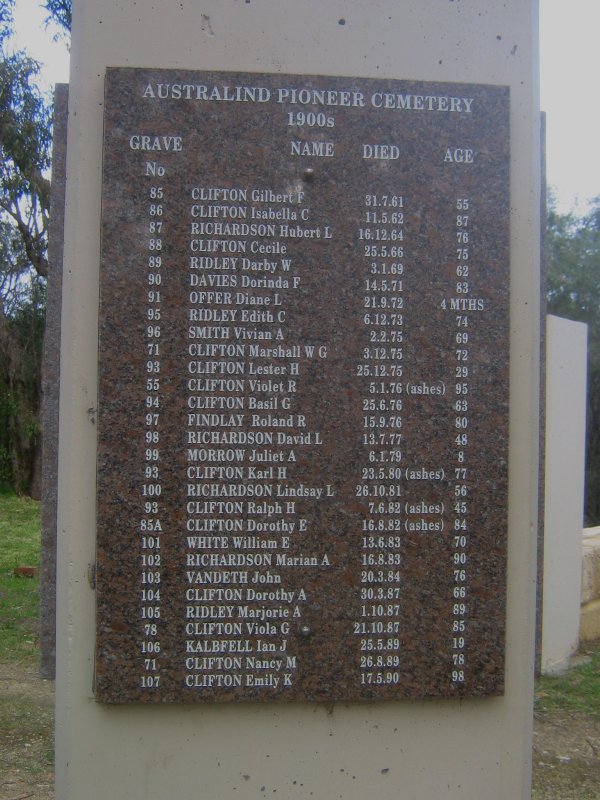 AUSTRALIND PIONEER CEMETERY
1900s
GRAVE No NAME DIED AGE
85 CLIFTON Gilbert F 31.7.61 55
86 CLIFTON Isabella C 11.5.62 87
87 RICHARDSON Hubert L 16.12.64 76
88 CLIFTON Cecile 25.5.66 75
89 RIDLEY Darby W 3.1.69 62
90 DAVIES Dorinda F 14.5.71 83
91 OFFER Diane L 21.9.72 4 MTHS
95 RIDLEY Edith C 6.12.73 74
96 SMITH Vivian A 2.2.75 69
71 CLIFTON Marshall W G 3.12.75 72
93 CLIFTON Lester H 25.12.75 29
55 CLIFTON Violet R 5.1.76 (ashes) 95
94 CLIFTON Basil G 25.6.76 63
97 FINDLAY Roland R 15.9.76 80
98 RICHARDSON David L 13.7.77 48
99 MORROW Juliet A 6.1.79 8
93 CLIFTON Karl H 23.5.80 (ashes) 77
100 RICHARDSON Lindsay L 26.10.81 56
93 CLIFTON Ralph H 7.6.82 (ashes) 45
85A CLIFTON Dorothy E 16.8.82 (ashes) 84
101 WHITE William E 13.6.83 70
102 RICHARDSON Marian A 16.8.83 90
103 VANDETH John 20.3.84 76
104 CLIFTON Dorothy A 30.3.87 66
105 RIDLEY Marjorie A 1.10.87 89
78 CLIFTON Viola G 21.10.87 85
106 KALBFELL Ian J 25.5.89 19
71 CLIFTON Nancy M 26.8.89 78
107 CLIFTON Emily K 17.5.90 98